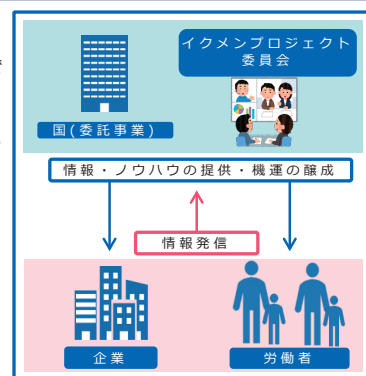 イクメンプロジェクト
委員会
国(委託事業)
情報・ノウハウの提供・機運の醸成
情報発信
企業
労働者